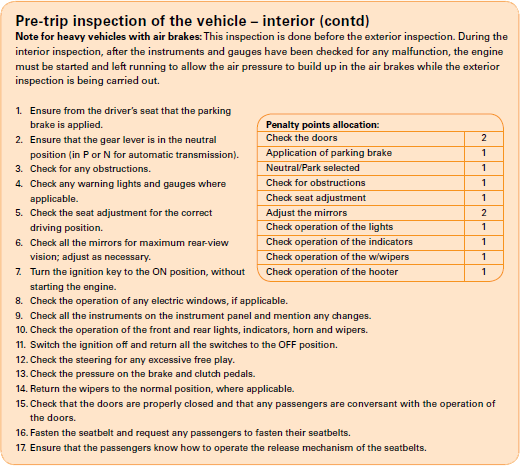 Pre-trip inspection of the vehicle – interior (contd)
Note for heavy vehicles with air brakes: This inspection is done before the exterior inspection. During the
interior inspection, after the instruments and gauges have been checked for any malfunction, the engine
must be started and left running to allow the air pressure to build up in the air brakes while the exterior
inspection is being carried out.
1. Ensure from the driver's seat that the parking
brake is applied.
2. Ensure that the gear lever is in the neutral
position (in P or N for automatic transmission).
3. Check for any obstructions.
4. Check any warning lights and gauges where
applicable.
5. Check the seat adjustment for the correct
driving position.
6. Check all the mirrors for maximum rear-view
vision; adjust as necessary.
7. Turn the ignition key to the ON position, without
starting the engine.
Penalty points allocation:
Check the doors 2
Application of parking brake 1
Neutral/Park selected 1
Check for obstructions 1
Check seat adjustment 1
Adjust the mirrors 2
Check operation of the lights 1
Check operation of the indicators 1
Check operation of the w/wipers 1
Check operation of the hooter 1
8. Check the operation of any electric windows, if applicable.
9. Check all the instruments on the instrument panel and mention any changes.
10. Check the operation of the front and rear lights, indicators, horn and wipers.
11. Switch the ignition off and return all the switches to the OFF position.
12. Check the steering for any excessive free play.
13. Check the pressure on the brake and clutch pedals.
14. Return the wipers to the normal position, where applicable.
15. Check that the doors are properly closed and that any passengers are conversant with the operation of
the doors.
16. Fasten the seatbelt and request any passengers to fasten their seatbelts.
17. Ensure that the passengers know how to operate the release mechanism of the seatbelts.